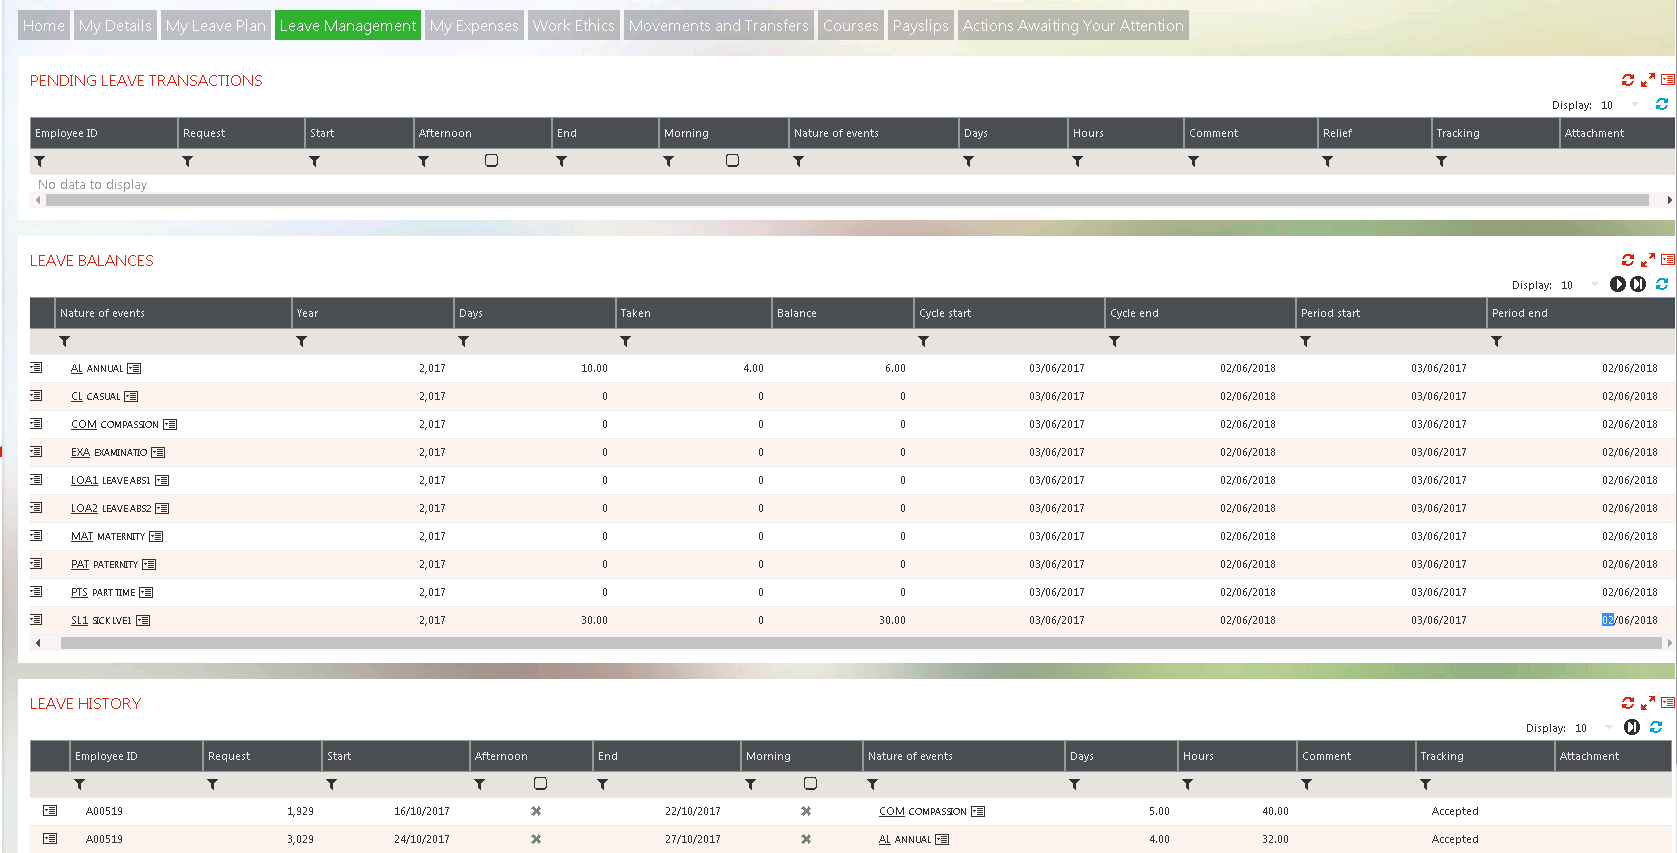 Home My Details My Leave Plan Leave Management My Expenses Work Ethics Movements and Transfers Courses Payslips Actions Awaiting Your Attention
PENDING LEAVE TRANSACTIONS
Display: 10
Employee ID Request Start Afternoon End Morning Nature of events Days Hours Comment Relief Tracking Attachment
No data to display
LEAVE BALANCES
Display: 10
Nature of events Year Days Taken Balance Cycle start Cycle end Period start Period end
AL ANNUAL 2,017 10.00 4.00 6.00 03/06/2017 02/06/2018 03/06/2017 02/06/2018
CL CASUAL 2,017 0 0 0 03/06/2017 02/06/2018 03/06/2017 02/06/2018
COM COMPASSION 2,017 0 0 0 03/06/2017 02/06/2018 03/06/2017 02/06/2018
EXA EXAMINATIO 2,017 0 0 0 03/06/2017 02/06/2018 03/06/2017 02/06/2018
LOA1 LEAVE ABS1 2,017 0 0 0 03/06/2017 02/06/2018 03/06/2017 02/06/2018
LOA2 LEAVE ABS2 2,017 0 0 0 03/06/2017 02/06/2018 03/06/2017 02/06/2018
MAT MATERNITY 2,017 0 0 0 03/06/2017 02/06/2018 03/06/2017 02/06/2018
PAT PATERNITY 2,017 0 0 0 03/06/2017 02/06/2018 03/06/2017 02/06/2018
PTS PART TIME 2,017 0 0 0 03/06/2017 02/06/2018 03/06/2017 02/06/2018
SL1 SICK LVE1 2,017 30.00 0 30.00 03/06/2017 02/06/2018 03/06/2017 02/06/2018
LEAVE HISTORY
Display: 10
Employee ID Request Start Afternoon End Morning Nature of events Days Hours Comment Tracking Attachment
A00519 1,929 16/10/2017 22/10/2017 COM COMPASSION 5.00 40.00 Accepted
A00519 3,029 24/10/2017 27/10/2017 AL ANNUAL 4.00 32.00 Accepted